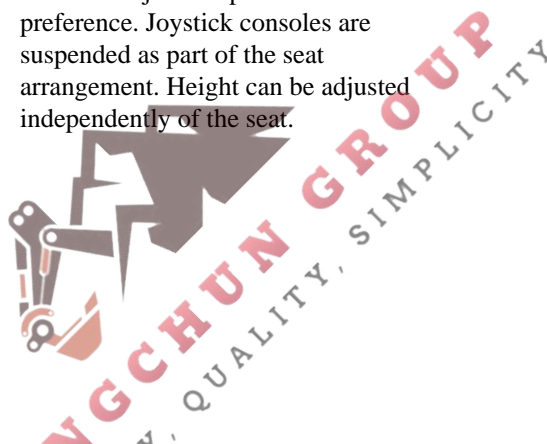 preference. Joystick consoles are
suspended as part of the seat
arrangement. Height can be adjusted
independently of the seat.
NGCHUN GROUP
Y, QUALITY, SIMPLICITY